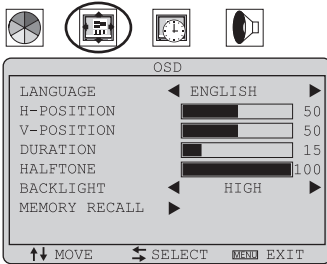 OSD
LANGUAGE ENGLISH
H-POSITION 50
V-POSITION 50
DURATION 15
HALFTONE 100
BACKLIGHT HIGH
MEMORY RECALL
MOVE SELECT MENU EXIT